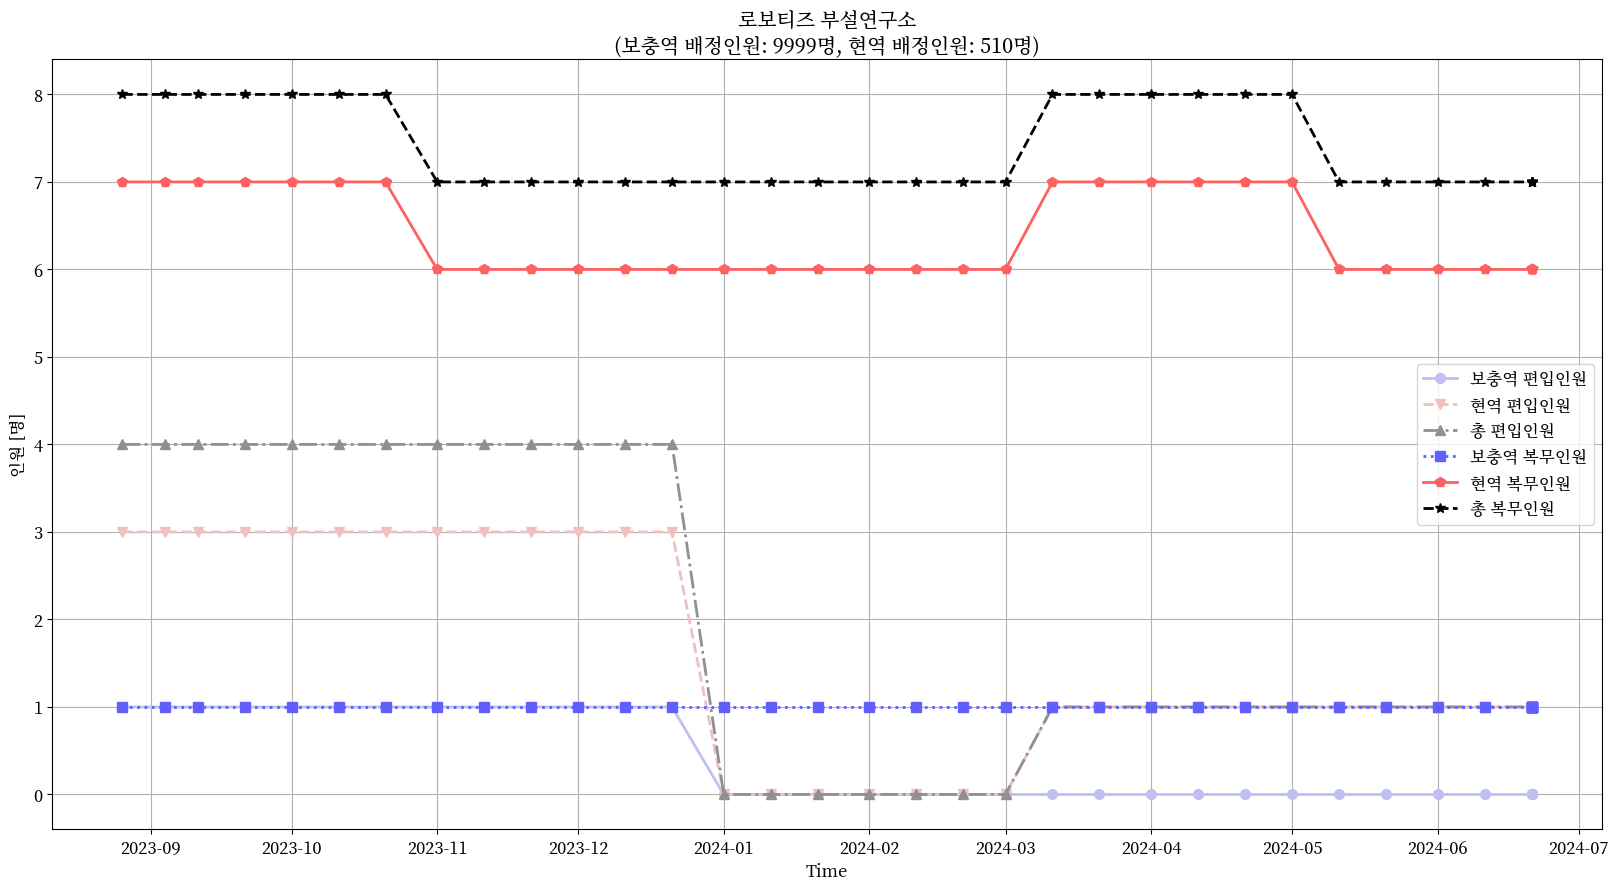 로보티즈 부설연구소
(보충역 배정인원: 9999명, 현역 배정인원: 510명)
인원 [명]
8
7
6
5
4
3
2
1
0
보충역 편입인원
현역 편입인원
총 편입인원
보충역 복무인원
현역 복무인원
총 복무인원
2023-09 2023-10 2023-11 2023-12 2024-01 2024-02 2024-03 2024-04 2024-05 2024-06 2024-07
Time